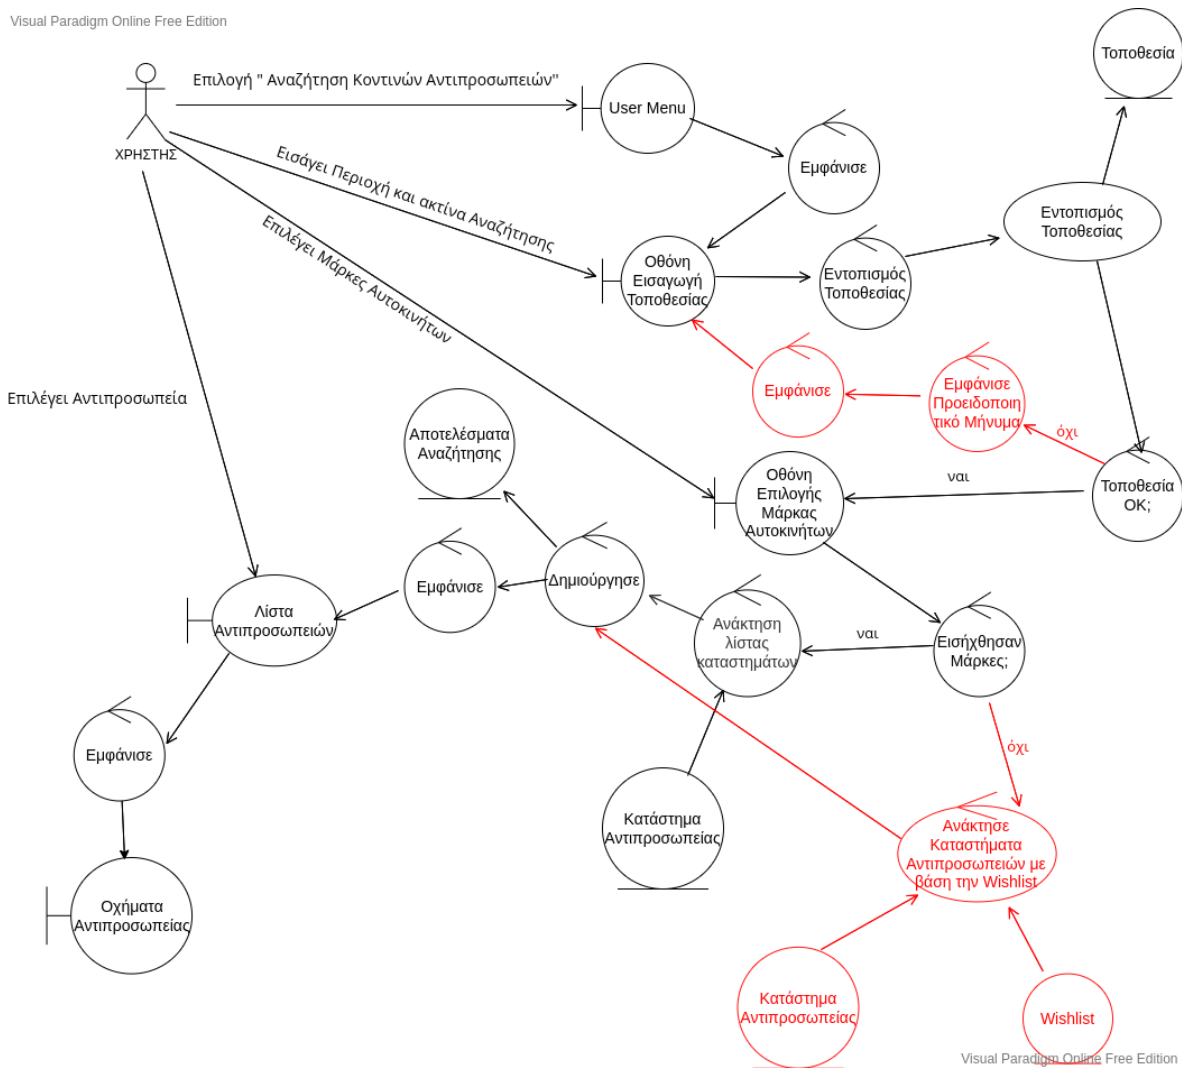 Visual Paradigm Online Free Edition
Τοποθεσία
Επιλογή " Αναζήτηση Κοντινών Αντιπροσωπειών"
User Menu
ΧΡΗΣΤΗΣ
Εμφάνισε
Εισάγει Περιοχή και ακτίνα Αναζήτησης
Επιλέγει Μάρκες Αυτοκινήτων
Εντοπισμός
Τοποθεσίας
Οθόνη
Εισαγωγή
Τοποθεσίας
Εντοπισμός
Τοποθεσίας
Επιλέγει Αντιπροσωπεία
Εμφάνισε
Εμφάνισε
Προειδοποιη
τικό Μήνυμα
όχι
Αποτελέσματα
Αναζήτησης
Οθόνη
Επιλογής
Μάρκας
Αυτοκινήτων
ναι
Τοποθεσία
OK;
Εμφάνισε
Δημιούργησε
Λίστα
Αντιπροσωπειών
Ανάκτηση
λίστας
καταστημάτων
ναι
Εισήχθησαν
Μάρκες;
Εμφάνισε
όχι
Κατάστημα
Αντιπροσωπείας
Ανάκτησε
Καταστήματα
Αντιπροσωπειών με
βάση την Wishlist
Οχήματα
Αντιπροσωπείας
Κατάστημα
Αντιπροσωπείας
Wishlist
Visual Paradigm Online Free Edition